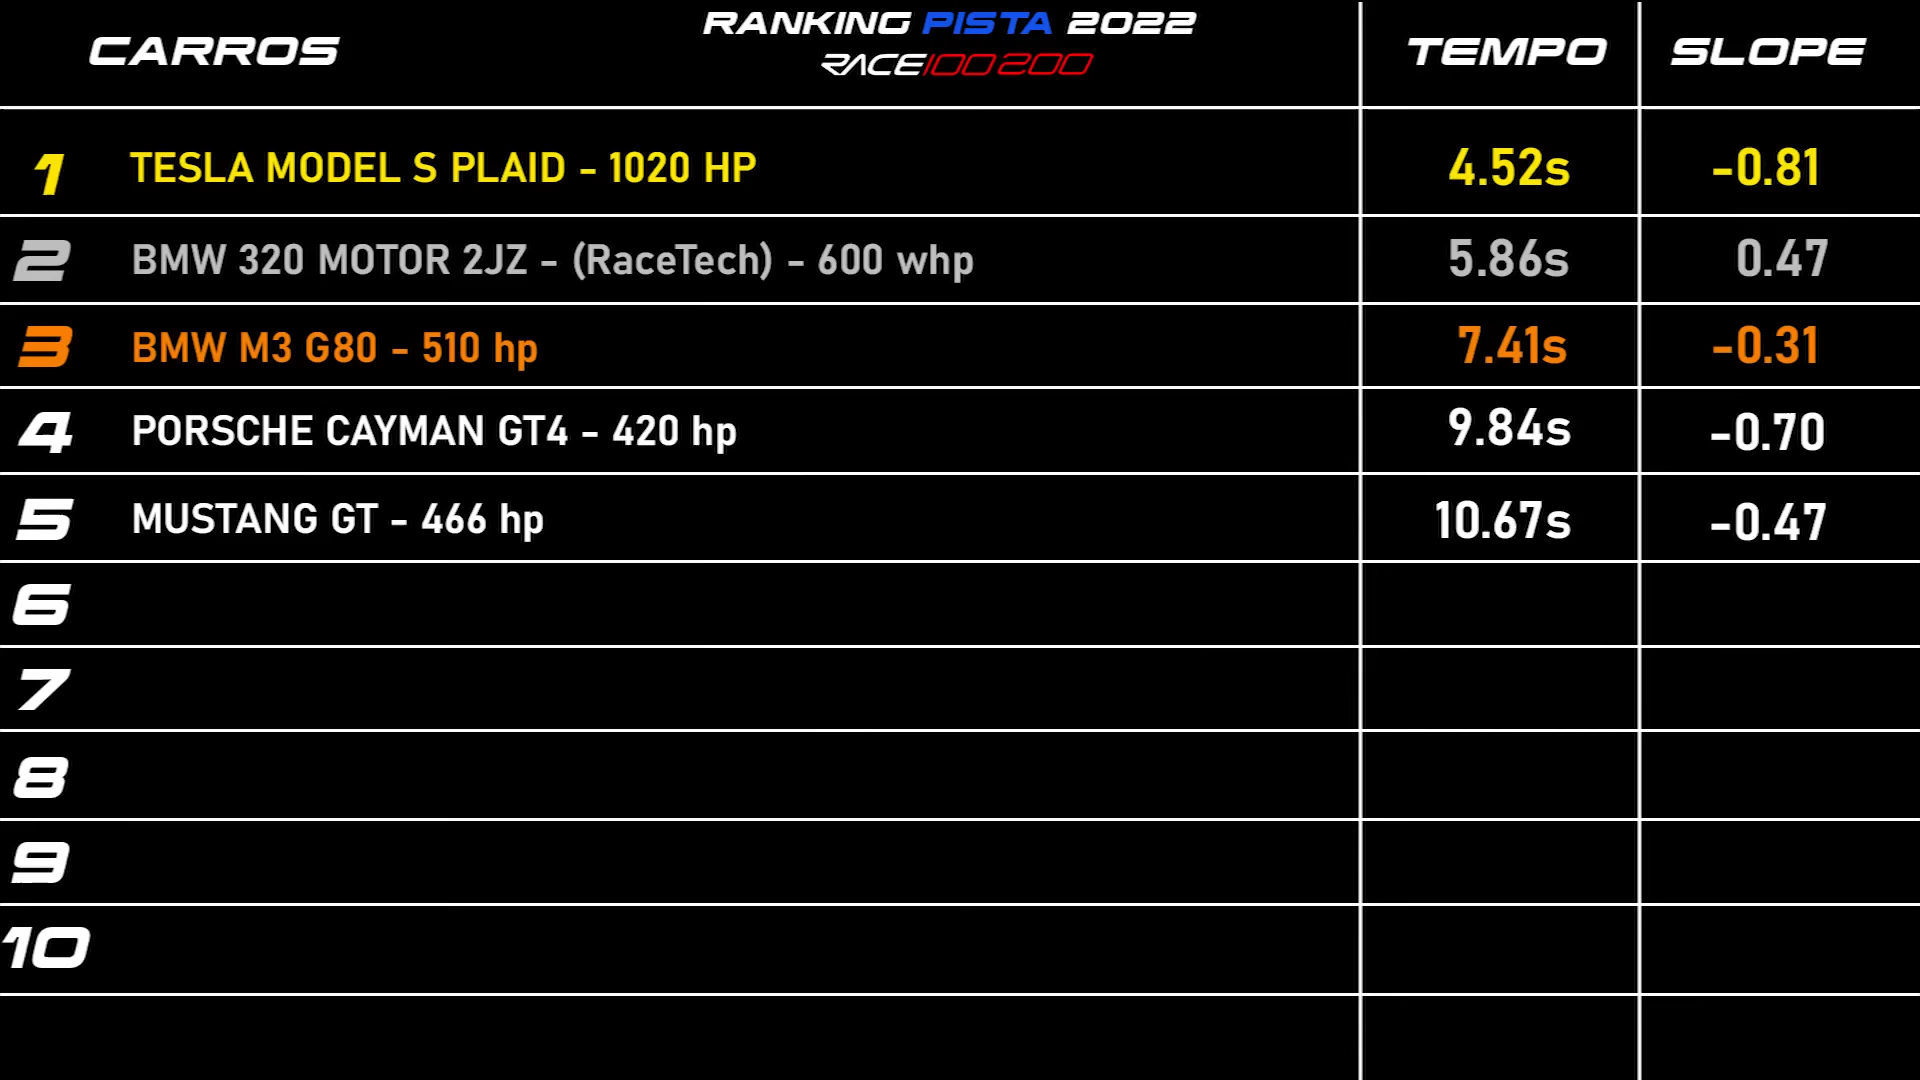 CARROS
RANKING PISTA 2022
RACE100200
TEMPO
SLOPE
1 TESLA MODEL S PLAID - 1020 HP 4.52s -0.81
2 BMW 320 MOTOR 2JZ - (RaceTech) - 600 whp 5.86s 0.47
3 BMW M3 G80 - 510 hp 7.41s -0.31
4 PORSCHE CAYMAN GT4 - 420 hp 9.84s -0.70
5 MUSTANG GT - 466 hp 10.67s -0.47
6
7
8
9
10